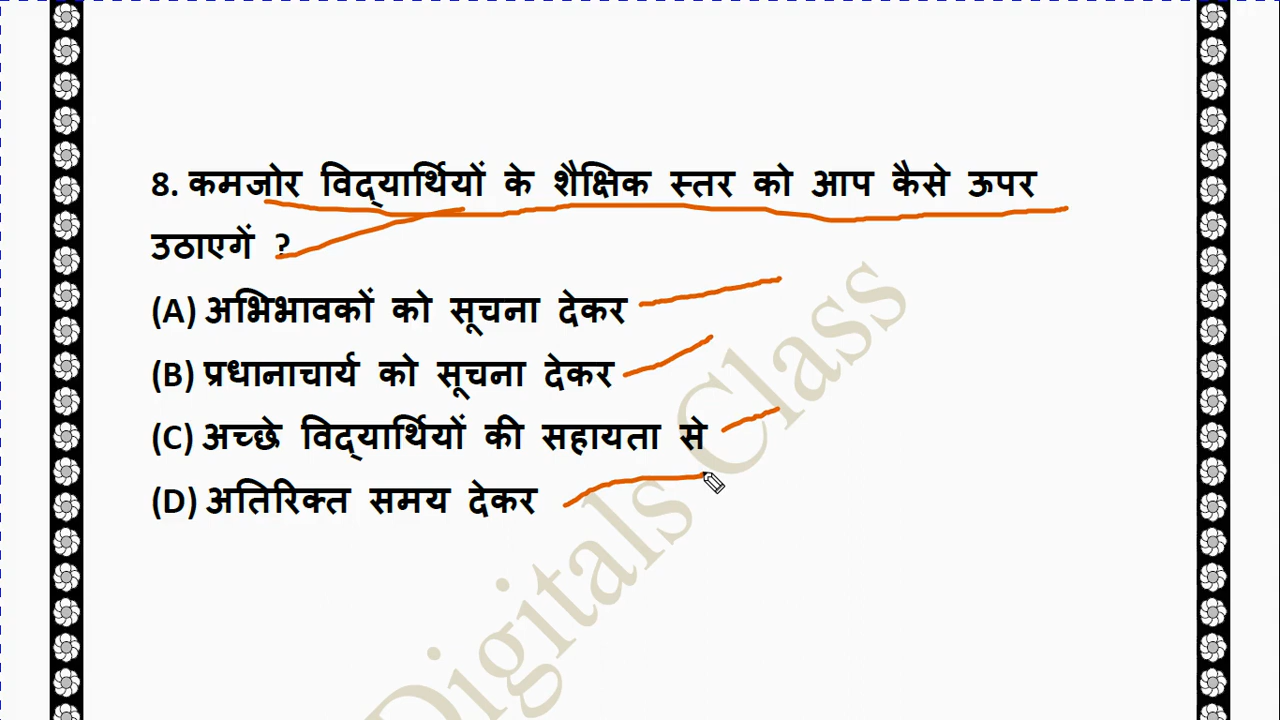 8. कमजोर विद्यार्थियों के शैक्षिक स्तर को आप कैसे ऊपर
उठाएगें ?
(A) अभिभावकों को सूचना देकर
(B) प्रधानाचार्य को सूचना देकर
(C) अच्छे विद्यार्थियों की सहायता से
(D) अतिरिक्त समय देकर
Digitals Class